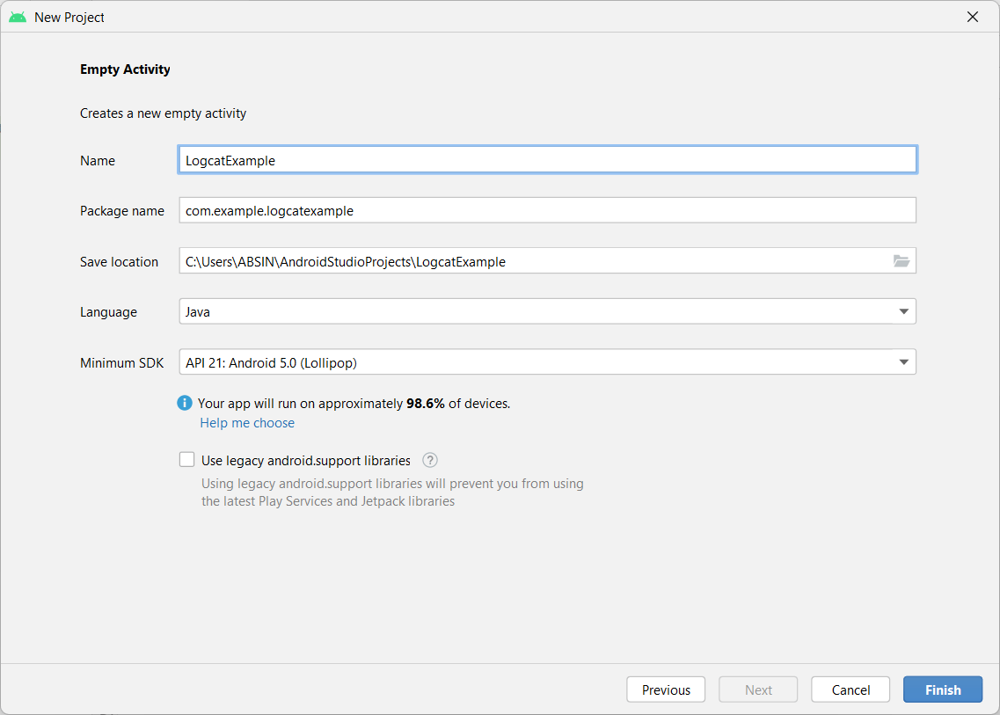 New Project
Empty Activity
Creates a new empty activity
Name LogcatExample
Package name com.example.logcatexample
Save location C:\Users\ABSIN\AndroidStudioProjects\LogcatExample
Language Java
Minimum SDK API 21: Android 5.0 (Lollipop)
i Your app will run on approximately 98.6% of devices.
Help me choose
Use legacy android.support libraries ?
Using legacy android.support libraries will prevent you from using
the latest Play Services and Jetpack libraries
Previous Next Cancel Finish